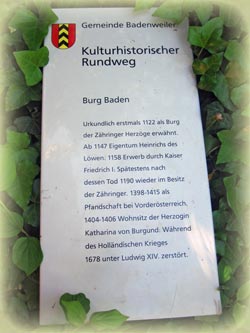 Gemeinde Badenweiler
Kulturhistorischer
Rundweg
Burg Baden
Urkundlich erstmals 1122 als Burg
der Zähringer Herzöge erwähnt.
Ab 1147 Eigentum Heinrichs des
Löwen. 1158 Erwerb durch Kaiser
Friedrich I. Spätestens nach
dessen Tod 1190 wieder im Besitz
der Zähringer. 1398-1415 als
Pfandschaft bei Vorderösterreich.
1404-1406 Wohnsitz der Herzogin
Katharina von Burgund. Während
des Holländischen Krieges
1678 unter Ludwig XIV. zerstört.